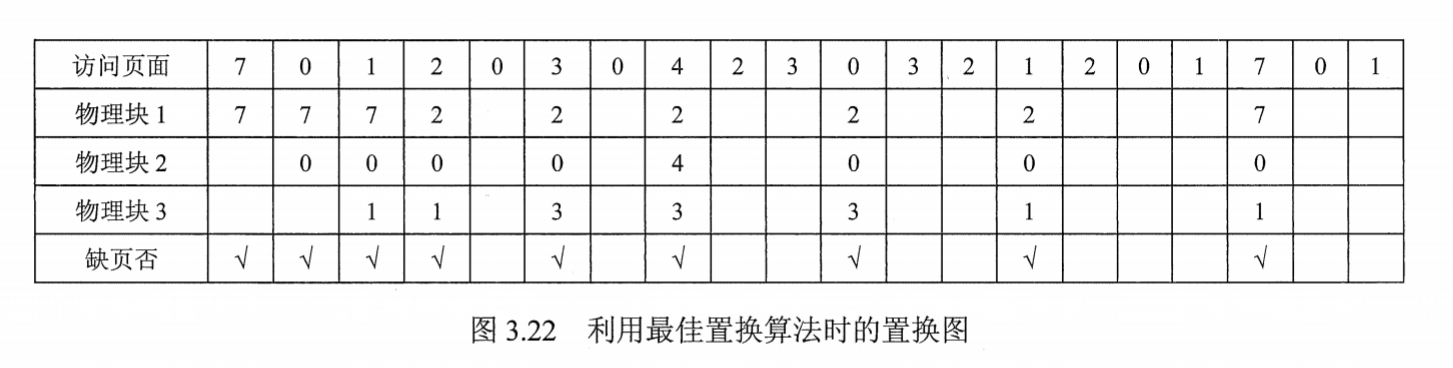 访问页面 7 0 1 2 0 3 0 4 2 3 0 3 2 1 2 0 1 7 0 1
物理块 1 7 7 7 2 2 2 2 2 7
物理块 2 0 0 0 0 4 0 0 0
物理块 3 1 1 3 3 3 1 1
缺页否 √ √ √ √ √ √ √ √ √
图 3.22 利用最佳置换算法时的置换图